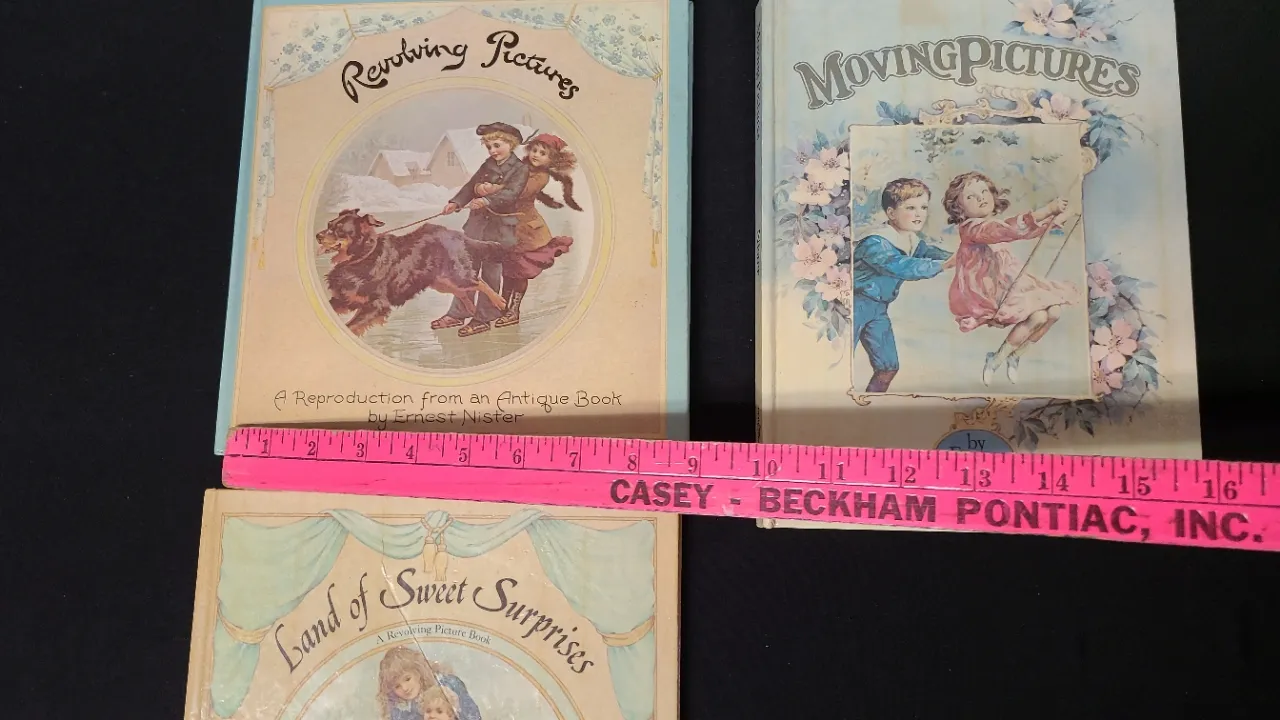 Revolving Pictures
A Reproduction from an Antique Book
by Ernest Nister
MOVING PICTURES
by
1 2 3 4 5 6 7 8 9 10 11 12 13 14 15 16
CASEY - BECKHAM PONTIAC, INC.
Land of Sweet Surprises
A Revolving Picture Book